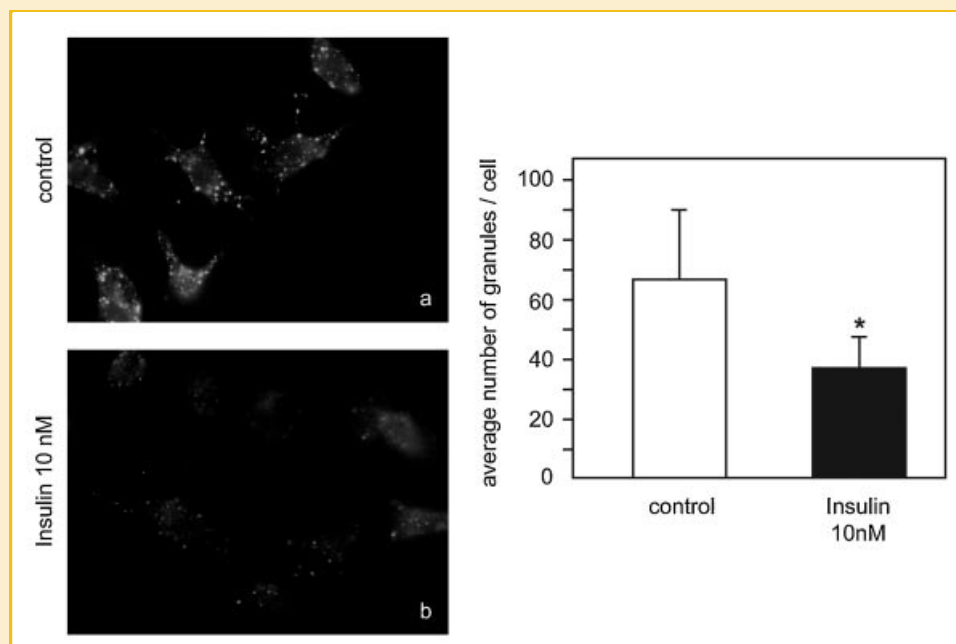 control
a
Insulin 10 nM
b
average number of granules / cell
100
80
60
40
20
0
*
control
Insulin
10nM